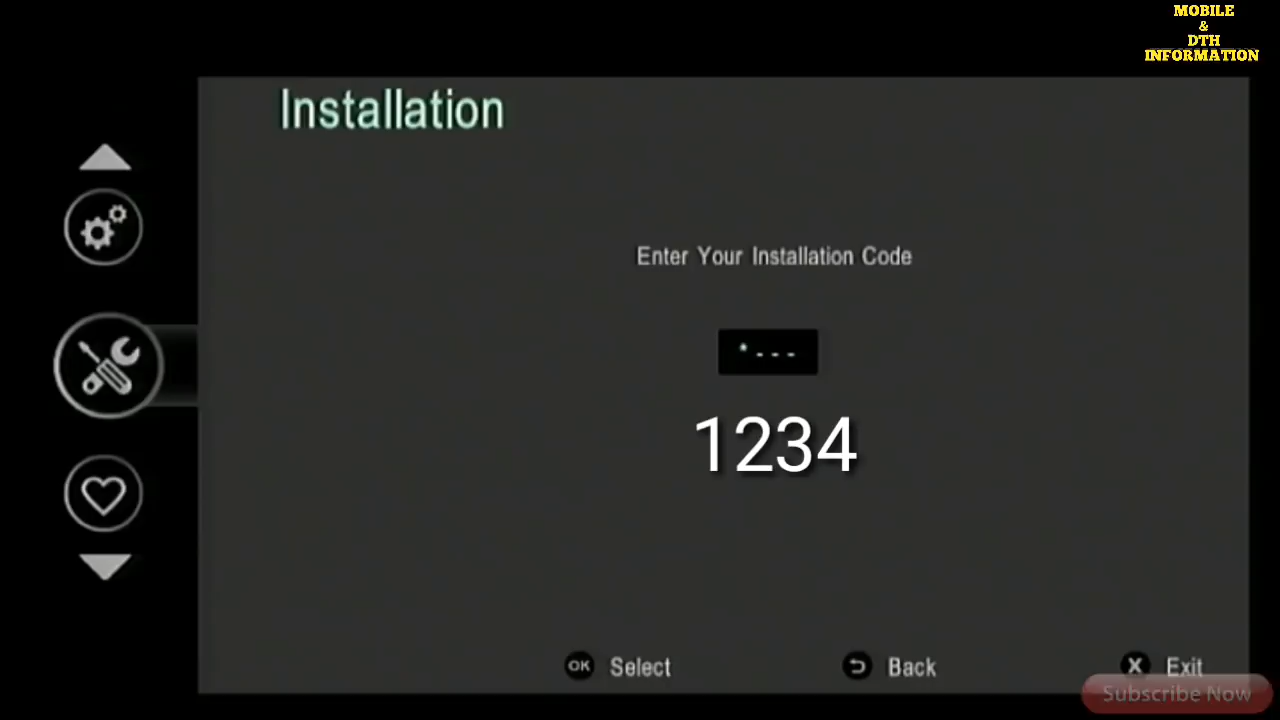 MOBILE
&
DTH
INFORMATION
Installation
Enter Your Installation Code
*---
1234
OK Select
Back
X Exit
Subscribe Now